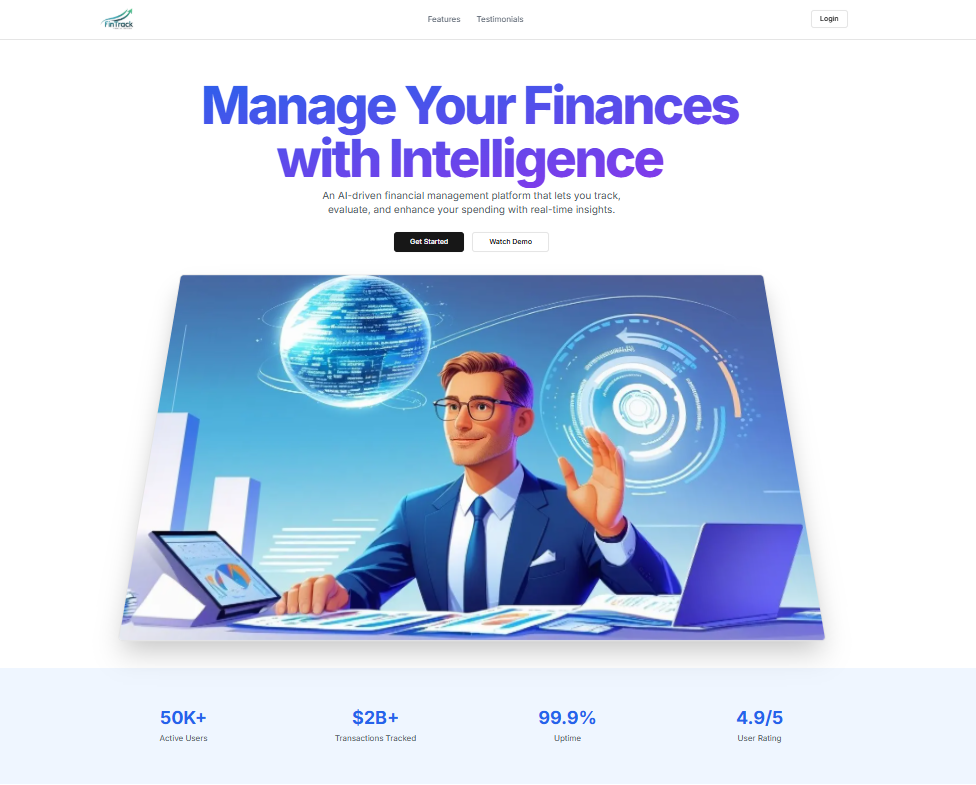 FinTrack
Features
Testimonials
Login
Manage Your Finances
with Intelligence
An AI-driven financial management platform that lets you track,
evaluate, and enhance your spending with real-time insights.
Get Started
Watch Demo
50K+
$2B+
99.9%
4.9/5
Active Users
Transactions Tracked
Uptime
User Rating